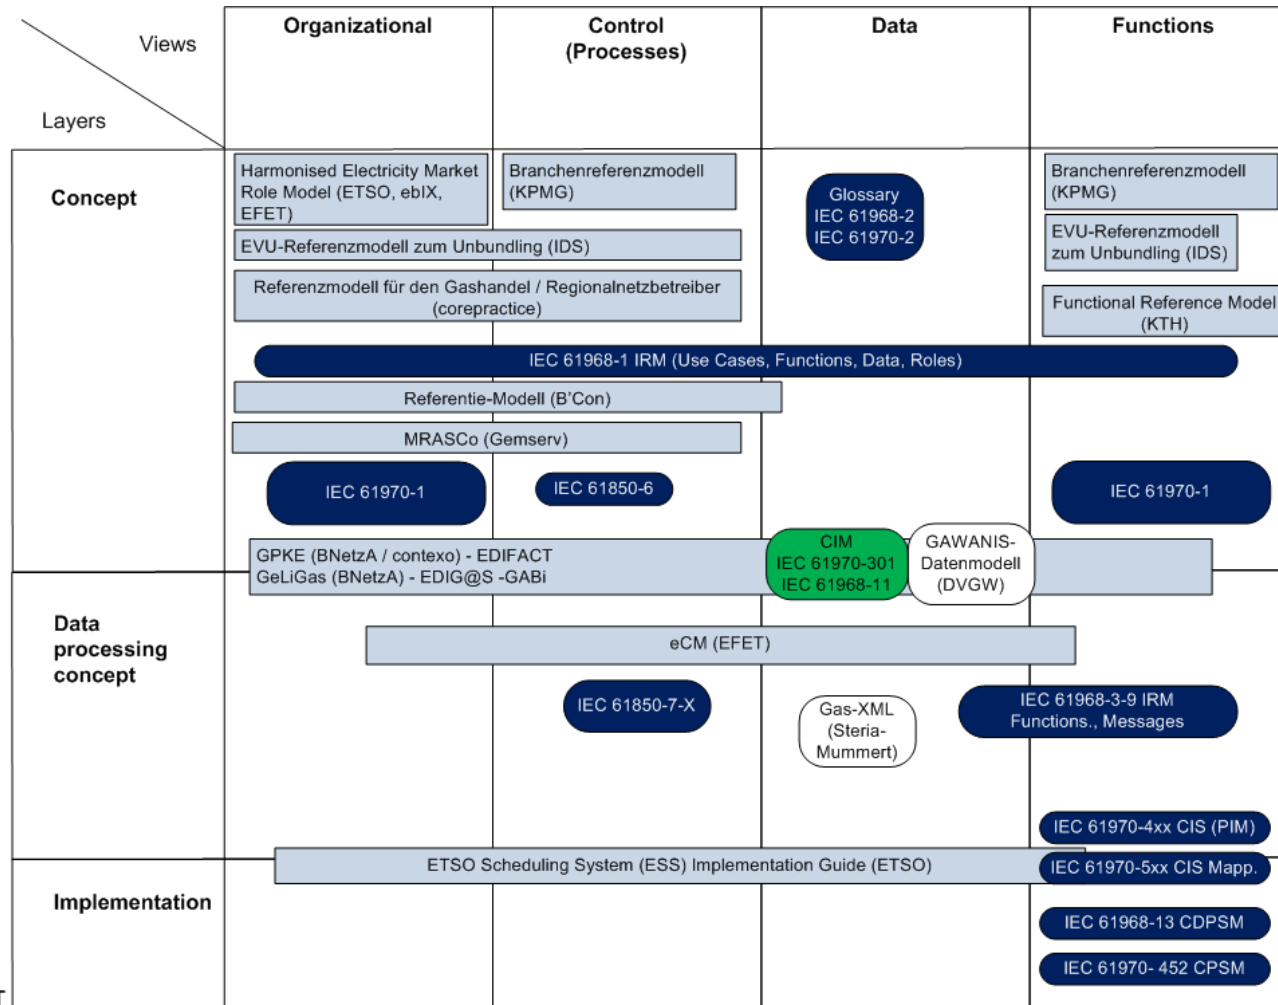 Views
Layers
Organizational
Control
(Processes)
Data
Functions
Concept
Harmonised Electricity Market
Role Model (ETSO, ebIX,
EFET)
Branchenreferenzmodell
(KPMG)
Glossary
IEC 61968-2
IEC 61970-2
Branchenreferenzmodell
(KPMG)
EVU-Referenzmodell zum Unbundling (IDS)
EVU-Referenzmodell
zum Unbundling (IDS)
Referenzmodell für den Gashandel / Regionalnetzbetreiber
(corepractice)
Functional Reference Model
(KTH)
IEC 61968-1 IRM (Use Cases, Functions, Data, Roles)
Referentie-Modell (B'Con)
MRASCo (Gemserv)
IEC 61970-1
IEC 61850-6
IEC 61970-1
GPKE (BNetzA / contexo) - EDIFACT
GeLiGas (BNetzA) - EDIG@S -GABi
CIM
IEC 61970-301
IEC 61968-11
GAWANIS-
Datenmodell
(DVGW)
Data
processing
concept
eCM (EFET)
IEC 61850-7-X
Gas-XML
(Steria-
Mummert)
IEC 61968-3-9 IRM
Functions., Messages
IEC 61970-4xx CIS (PIM)
ETSO Scheduling System (ESS) Implementation Guide (ETSO)
IEC 61970-5xx CIS Mapp.
Implementation
IEC 61968-13 CDPSM
IEC 61970- 452 CPSM
T